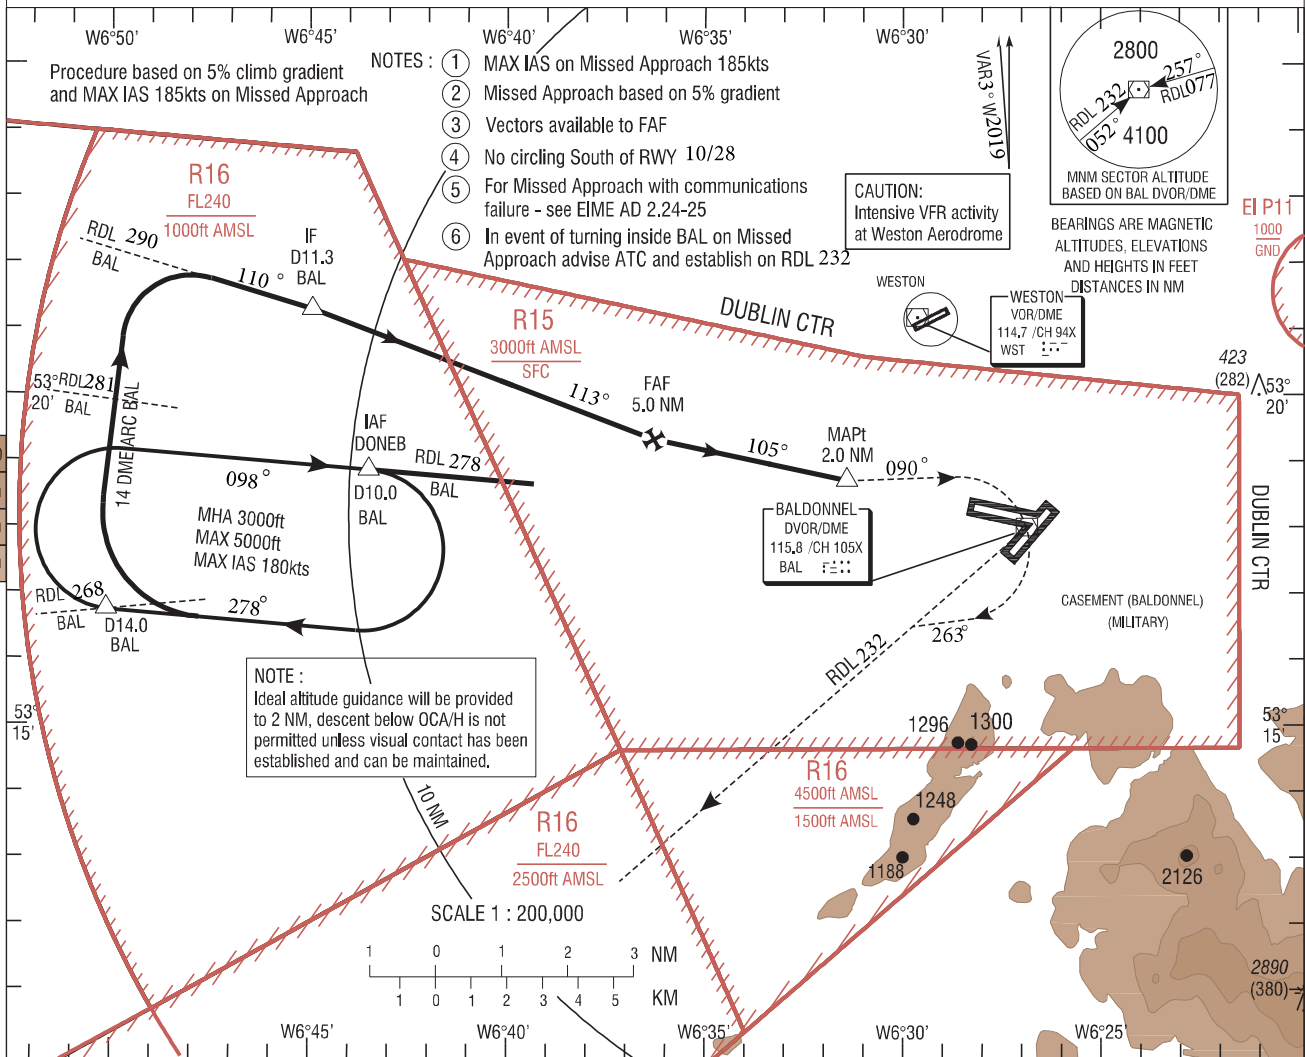 W6°50'
W6°45'
W6°40'
W6°35'
W6°30'
Procedure based on 5% climb gradient
and MAX IAS 185kts on Missed Approach
NOTES :
1 MAX IAS on Missed Approach 185kts
2 Missed Approach based on 5% gradient
3 Vectors available to FAF
4 No circling South of RWY 10/28
5 For Missed Approach with communications
failure - see EIME AD 2.24-25
6 In event of turning inside BAL on Missed
Approach advise ATC and establish on RDL 232
VAR3° W2019
2800
257°
RDL077
RDL 232
052°
4100
MNM SECTOR ALTITUDE
BASED ON BAL DVOR/DME
CAUTION:
Intensive VFR activity
at Weston Aerodrome
BEARINGS ARE MAGNETIC
ALTITUDES, ELEVATIONS
AND HEIGHTS IN FEET
DISTANCES IN NM
EI P11
1000
GND
R16
FL240
1000ft AMSL
RDL 290
BAL
IF
D11.3
BAL
110 °
R15
3000ft AMSL
SFC
DUBLIN CTR
WESTON
WESTON
VOR/DME
114.7 /CH 94X
WST
423
(282)
53°
20'
53°
20'
RDL281
BAL
14 DME ARC BAL
113°
FAF
5.0 NM
105°
MAPt
2.0 NM
090°
IAF
DONEB
D10.0
BAL
RDL 278
BAL
098°
MHA 3000ft
MAX 5000ft
MAX IAS 180kts
BALDONNEL
DVOR/DME
115.8 /CH 105X
BAL
DUBLIN CTR
CASEMENT (BALDONNEL)
(MILITARY)
RDL 268
BAL
D14.0
BAL
278°
263°
RDL 232
NOTE :
Ideal altitude guidance will be provided
to 2 NM, descent below OCA/H is not
permitted unless visual contact has been
established and can be maintained.
53°
15'
53°
15'
1296
1300
1248
1188
2126
2890
(380)
R16
4500ft AMSL
1500ft AMSL
10 NM
R16
FL240
2500ft AMSL
SCALE 1 : 200,000
1 0 1 2 3 NM
1 0 1 2 3 4 5 KM
W6°45'
W6°40'
W6°35'
W6°30'
W6°25'